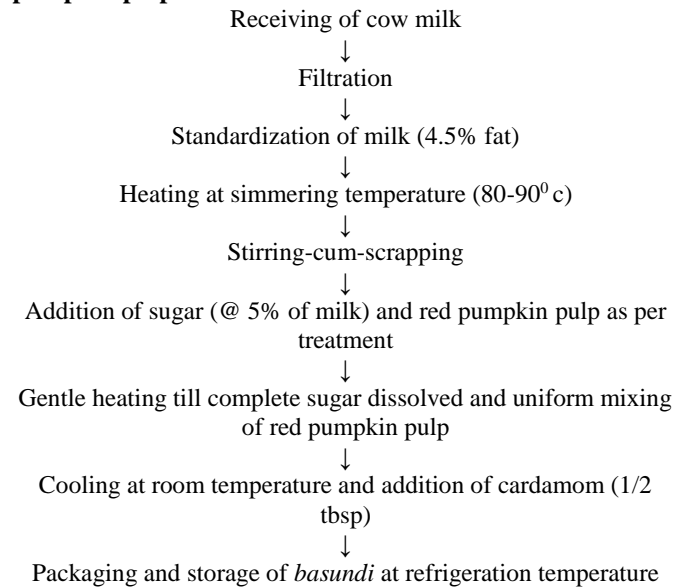 Receiving of cow milk
↓
Filtration
↓
Standardization of milk (4.5% fat)
↓
Heating at simmering temperature (80-90⁰ c)
↓
Stirring-cum-scrapping
↓
Addition of sugar (@ 5% of milk) and red pumpkin pulp as per
treatment
↓
Gentle heating till complete sugar dissolved and uniform mixing
of red pumpkin pulp
↓
Cooling at room temperature and addition of cardamom (1/2
tbsp)
↓
Packaging and storage of basundi at refrigeration temperature